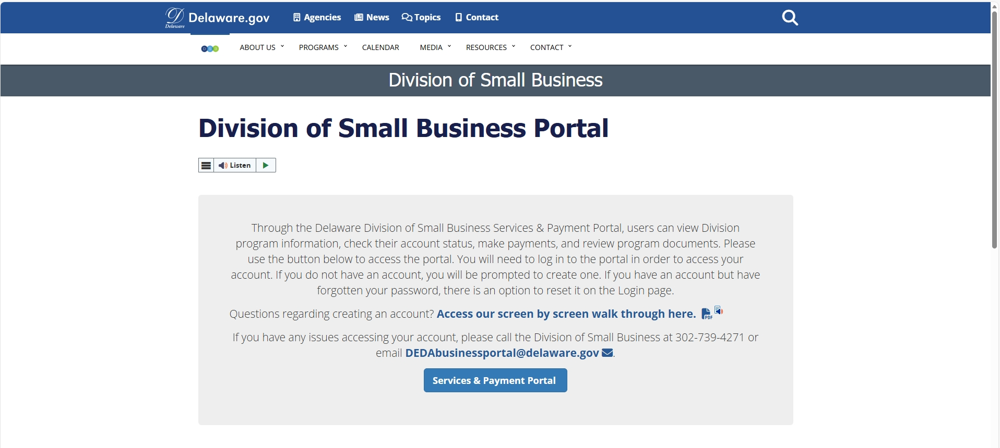 Delaware
Delaware.gov
Agencies
News
Topics
Contact
DSB
ABOUT US
PROGRAMS
CALENDAR
MEDIA
RESOURCES
CONTACT
Division of Small Business
Division of Small Business Portal
Listen
Through the Delaware Division of Small Business Services & Payment Portal, users can view Division
program information, check their account status, make payments, and review program documents. Please
use the button below to access the portal. You will need to log in to the portal in order to access your
account. If you do not have an account, you will be prompted to create one. If you have an account but have
forgotten your password, there is an option to reset it on the Login page.
Questions regarding creating an account? Access our screen by screen walk through here. PDF
If you have any issues accessing your account, please call the Division of Small Business at 302-739-4271 or
email DEDAbusinessportal@delaware.gov.
Services & Payment Portal